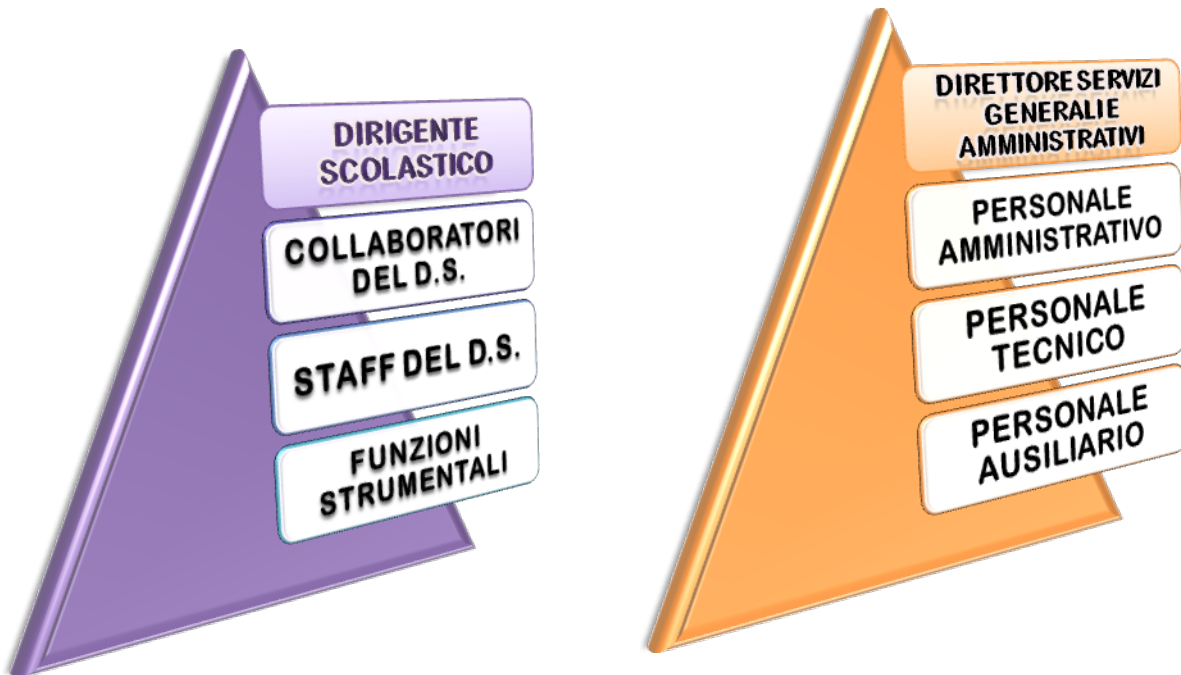 DIRIGENTE
SCOLASTICO
COLLABORATORI
DEL D.S.
STAFF DEL D.S.
FUNZIONI
STRUMENTALI
DIRETTORE SERVIZI
GENERALI E
AMMINISTRATIVI
PERSONALE
AMMINISTRATIVO
PERSONALE
TECNICO
PERSONALE
AUSILIARIO